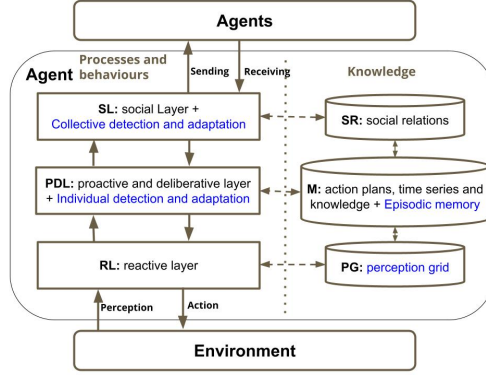 Agents
Processes and
behaviours
Agent
Sending
Receiving
Knowledge
SL: social Layer +
Collective detection and adaptation
SR: social relations
PDL: proactive and deliberative layer
+ Individual detection and adaptation
M: action plans, time series and
knowledge + Episodic memory
RL: reactive layer
PG: perception grid
Perception
Action
Environment